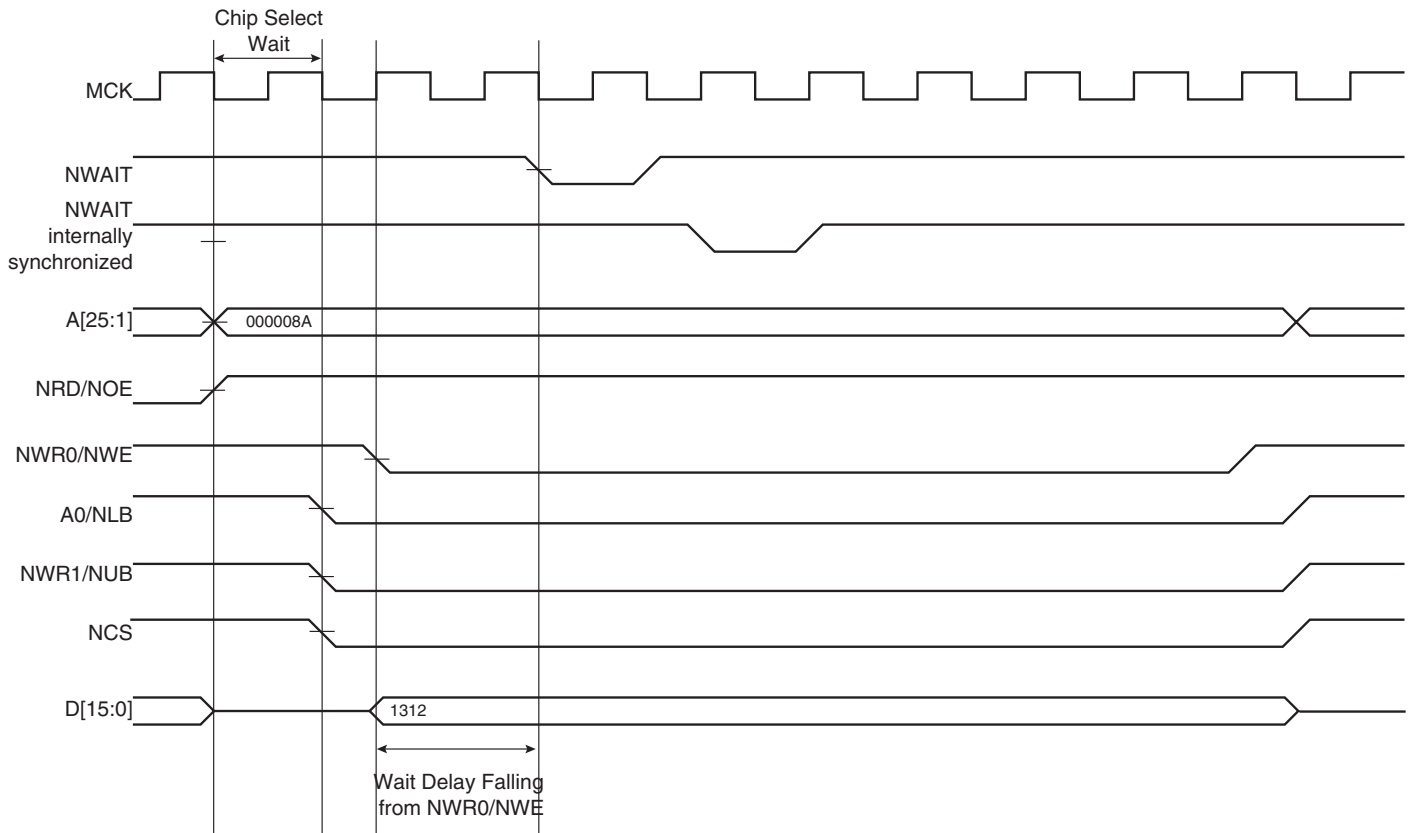 Chip Select
Wait
MCK
NWAIT
NWAIT
internally
synchronized
A[25:1]
000008A
NRD/NOE
NWR0/NWE
A0/NLB
NWR1/NUB
NCS
D[15:0]
1312
Wait Delay Falling
from NWR0/NWE